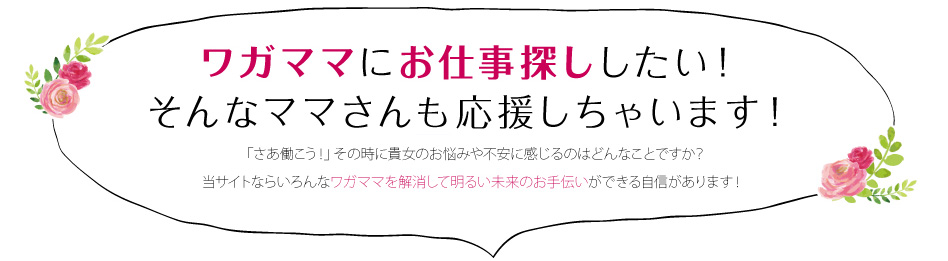 ワガママにお仕事探ししたい！
そんなママさんも応援しちゃいます！
「さあ働こう！」その時に貴女のお悩みや不安に感じるのはどんなことですか？
当サイトならいろんなワガママを解消して明るい未来のお手伝いができる自信があります！